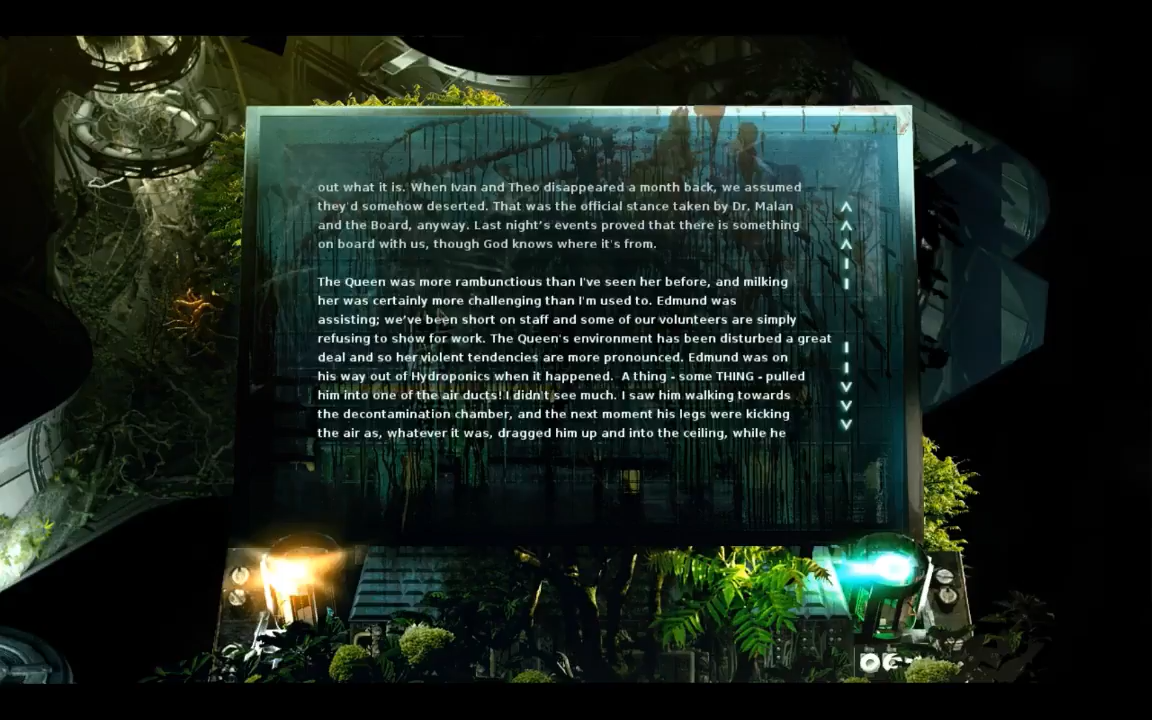 out what it is. When Ivan and Theo disappeared a month back, we assumed
they'd somehow deserted. That was the official stance taken by Dr. Malan
and the Board, anyway. Last night’s events proved that there is something
on board with us, though God knows where it's from.
The Queen was more rambunctious than I've seen her before, and milking
her was certainly more challenging than I'm used to. Edmund was
assisting; we’ve been short on staff and some of our volunteers are simply
refusing to show for work. The Queen's environment has been disturbed a great
deal and so her violent tendencies are more pronounced. Edmund was on
his way out of Hydroponics when it happened.  A thing - some THING - pulled
him into one of the air ducts! I didn't see much. I saw him walking towards
the decontamination chamber, and the next moment his legs were kicking
the air as, whatever it was, dragged him up and into the ceiling, while he